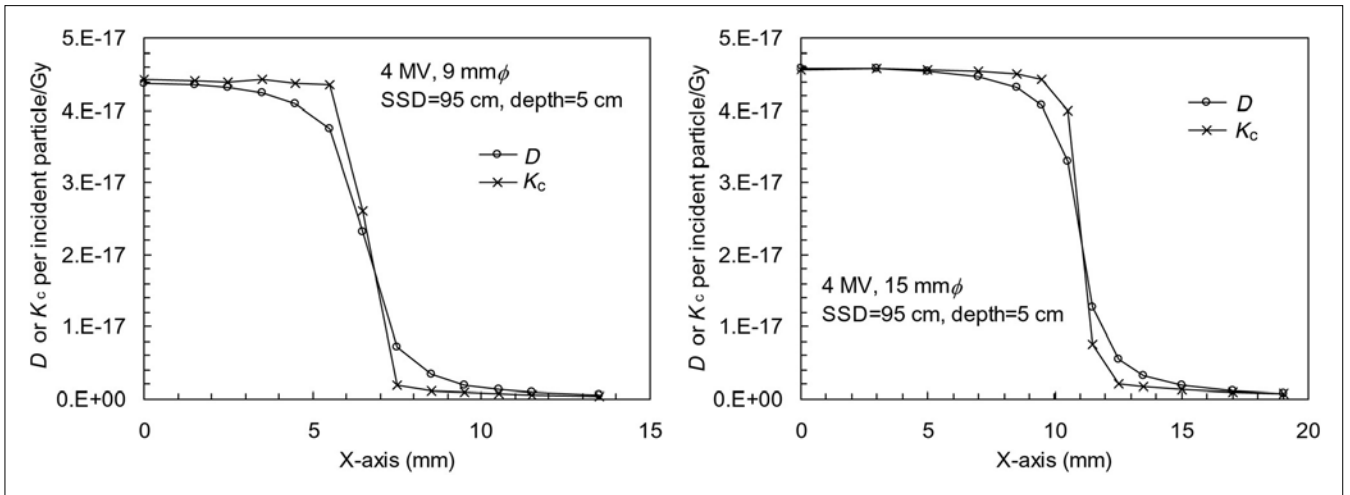 D or Kc per incident particle/Gy
5.E-17
4.E-17
3.E-17
2.E-17
1.E-17
0.E+00
4 MV, 9 mmϕ
SSD=95 cm, depth=5 cm
D
Kc
0 5 10 15
X-axis (mm)
D or Kc per incident particle/Gy
5.E-17
4.E-17
3.E-17
2.E-17
1.E-17
0.E+00
D
Kc
4 MV, 15 mmϕ
SSD=95 cm, depth=5 cm
0 5 10 15 20
X-axis (mm)